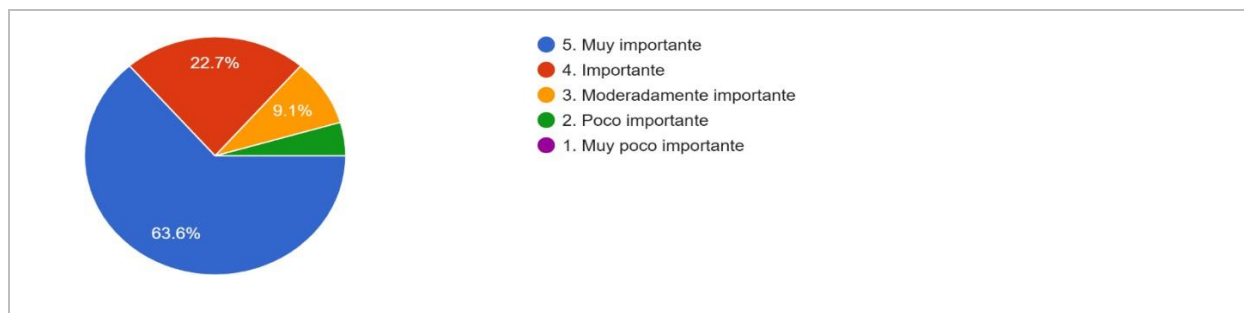 22.7%
9.1%
63.6%
5. Muy importante
4. Importante
3. Moderadamente importante
2. Poco importante
1. Muy poco importante